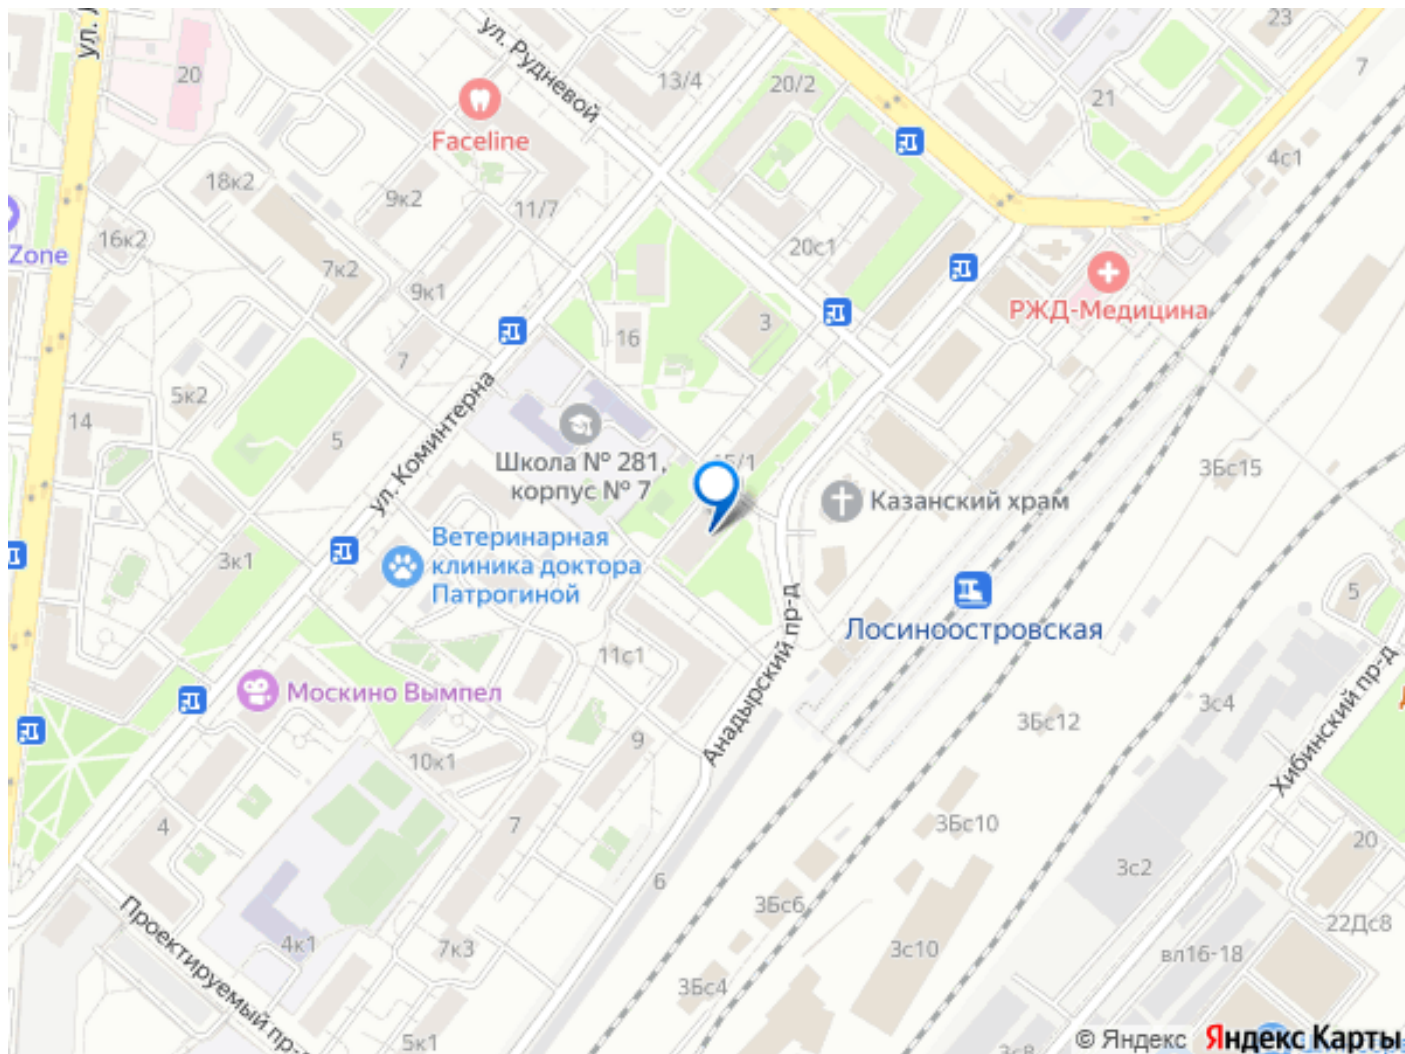 ул. Рудневой
23
7
20
13/4
20/2
21
Faceline
4с1
18к2
9к2
11/7
16к2
20с1
Zone
7к2
9к1
РЖД-Медицина
3
16
7
5к2
14
ул. Коминтерна
5
Школа № 281,
корпус № 7
15/1
3Бс15
Казанский храм
Ветеринарная
клиника доктора
Патрогиной
3к1
5
Лосиноостровская
11с1
Анадырский пр-д
Москино Вымпел
3с4
3Бс12
Хибинский пр-д
9
10к1
4
7
3Бс10
20
3с2
6
3Бс6
22Дс8
Проектируемый пр-
4к1
7к3
3с10
вл16-18
3Бс4
5к1
© Яндекс Яндекс Карты